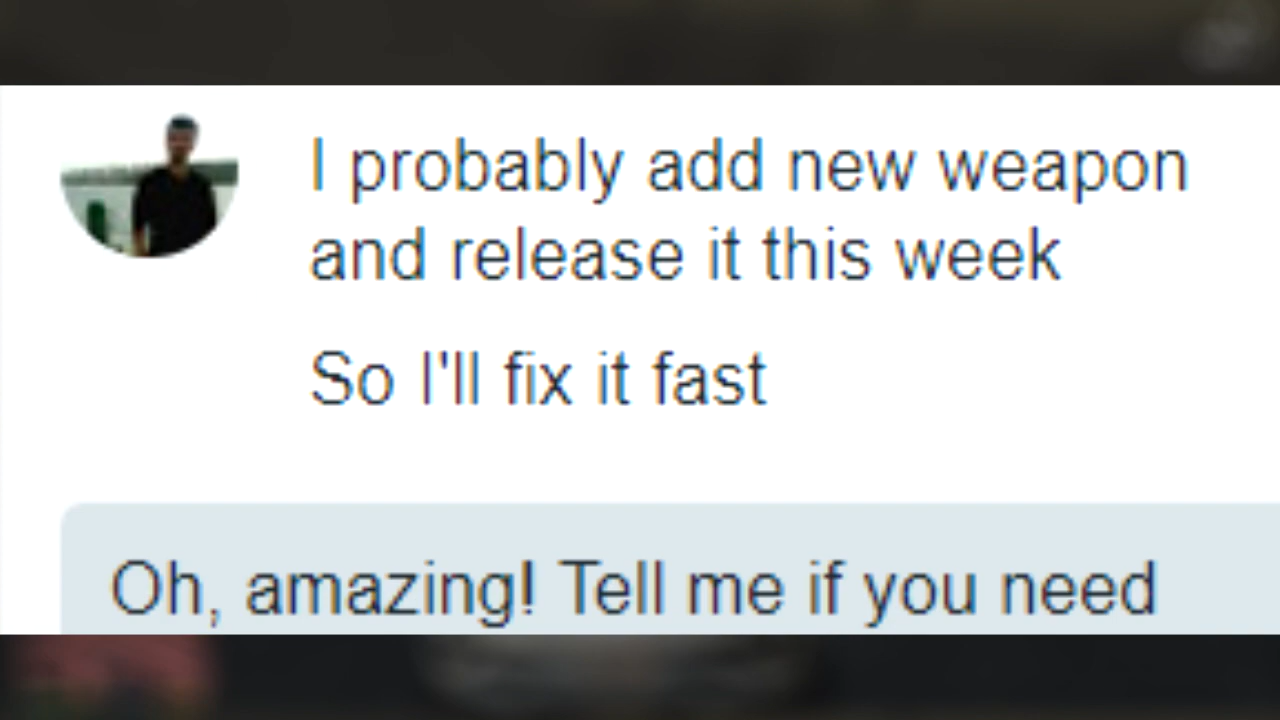 I probably add new weapon
and release it this week
So I'll fix it fast
Oh, amazing! Tell me if you need